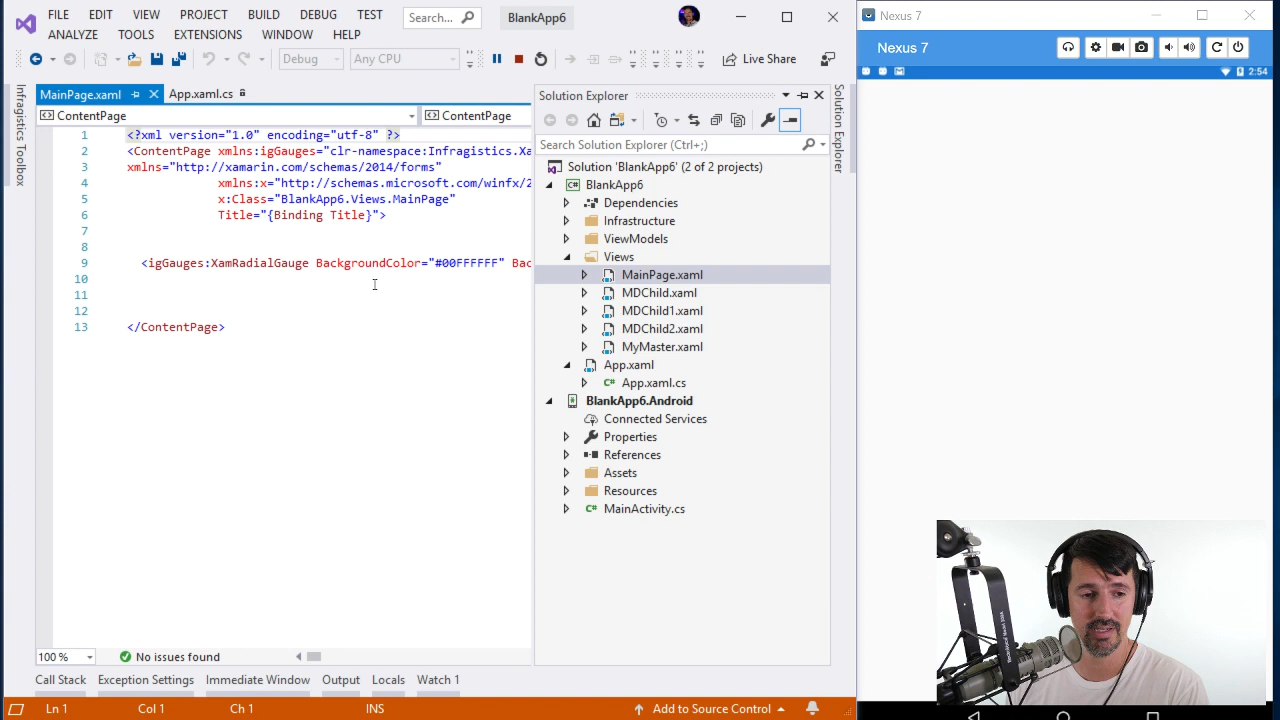 FILE EDIT VIEW PROJECT BUILD DEBUG TEST
ANALYZE TOOLS EXTENSIONS WINDOW HELP
Search...
BlankApp6
Debug
Any CPU
Live Share
Infragistics Toolbox
MainPage.xaml
App.xaml.cs
ContentPage
ContentPage
1 <?xml version="1.0" encoding="utf-8" ?>
2 <ContentPage xmlns:igGauges="clr-namespace:Infragistics.Xa
3 xmlns="http://xamarin.com/schemas/2014/forms"
4 xmlns:x="http://schemas.microsoft.com/winfx/2
5 x:Class="BlankApp6.Views.MainPage"
6 Title="{Binding Title}">
7
8
9 <igGauges:XamRadialGauge BackgroundColor="#00FFFFFF" Bac
10
11
12
13 </ContentPage>
100 %
No issues found
Solution Explorer
Search Solution Explorer (Ctrl+;)
Solution 'BlankApp6' (2 of 2 projects)
BlankApp6
Dependencies
Infrastructure
ViewModels
Views
MainPage.xaml
MDChild.xaml
MDChild1.xaml
MDChild2.xaml
MyMaster.xaml
App.xaml
C# App.xaml.cs
BlankApp6.Android
Connected Services
Properties
References
Assets
Resources
C# MainActivity.cs
Solution Explorer
Call Stack Exception Settings Immediate Window Output Locals Watch 1
Ln 1 Col 1 Ch 1 INS
Add to Source Control
Nexus 7
Nexus 7
2:54